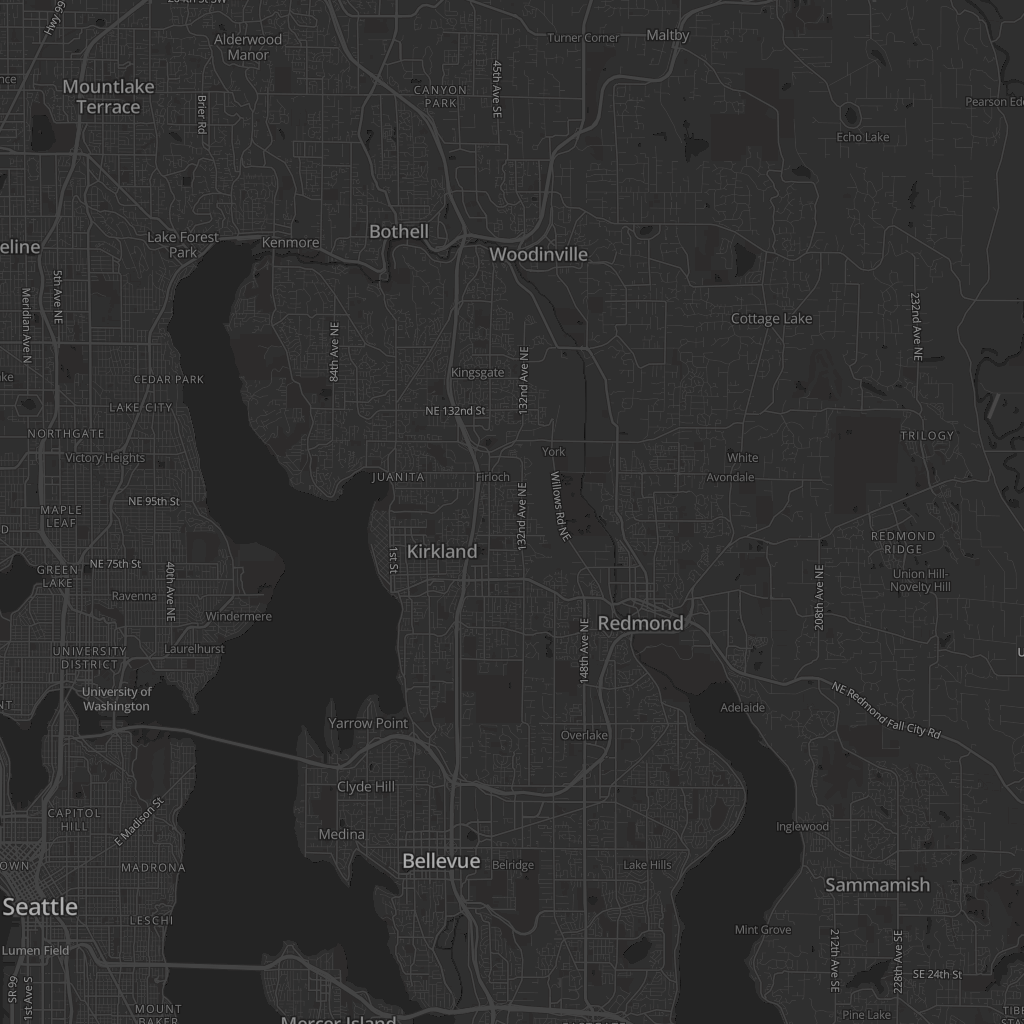 Hwy 99
Alderwood
Manor
Turner Corner
Maltby
Mountlake
Terrace
CANYON
PARK
45th Ave SE
Brier Rd
Echo Lake
Bothell
Lake Forest
Park
Kenmore
Woodinville
eline
5th Ave NE
Meridian Ave N
84th Ave NE
Cottage Lake
232nd Ave NE
Kingsgate
132nd Ave NE
CEDAR PARK
LAKE CITY
NE 132th St
NORTHGATE
Victory Heights
York
White
TRILOGY
JUANITA
Firloch
Avondale
NE 95th St
132nd Ave NE
Willows Rd NE
MAPLE
LEAF
REDMOND
RIDGE
Kirkland
1st St
NE 75th St
GREEN
LAKE
40th Ave NE
Ravenna
Union Hill-
Novelty Hill
208th Ave NE
Windermere
Redmond
148th Ave NE
Laurelhurst
UNIVERSITY
DISTRICT
University of
Washington
NT
Yarrow Point
Adelaide
NE Redmond Fall City Rd
Overlake
Clyde Hill
CAPITOL
HILL
E Madison St
Medina
Inglewood
OWN
MADRONA
Bellevue
Belridge
Lake Hills
Sammamish
Seattle
LESCHI
Mint Grove
Lumen Field
212th Ave SE
228th Ave SE
SE 24th St
SR 99
1st Ave S
MOUNT
BAKER
Mercer Island
Pine Lake